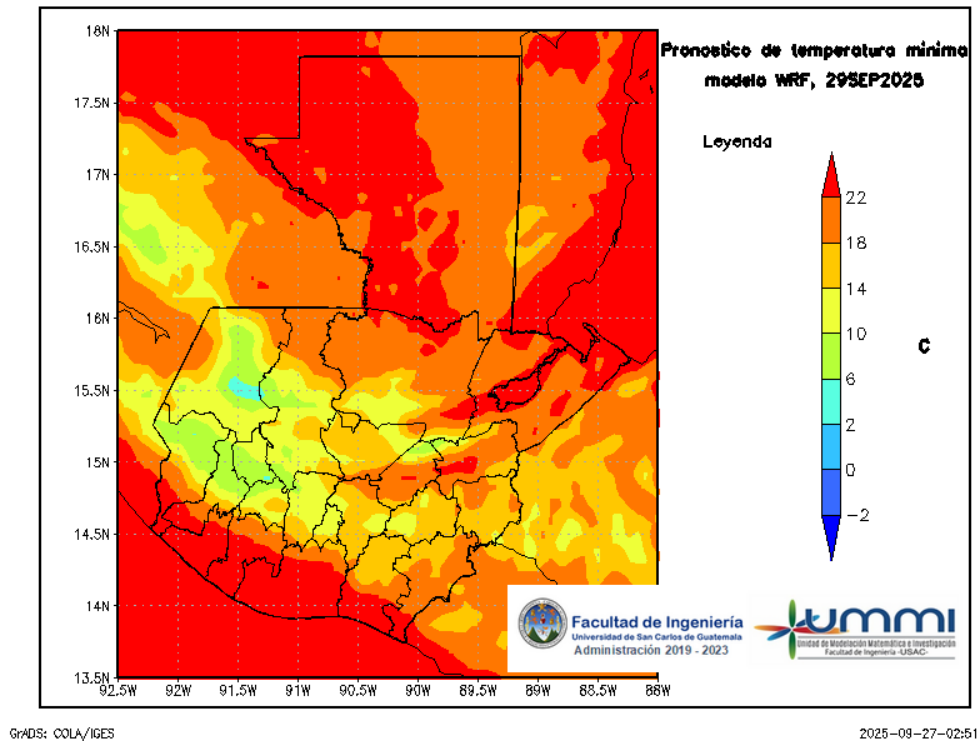 Pronostico de temperatura minima
modelo WRF, 29SEP2025
Leyenda
22
18
14
10
6
2
0
−2
C
18N
17.5N
17N
16.5N
16N
15.5N
15N
14.5N
14N
13.5N
92.5W 92W 91.5W 91W 90.5W 90W 89.5W 89W 88.5W 88W
Facultad de Ingeniería
Universidad de San Carlos de Guatemala
Administración 2019 - 2023
ummi
Unidad de Modelación Matemática e Investigación
Facultad de Ingeniería -USAC-
GrADS: COLA/IGES
2025-09-27-02:51